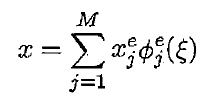 x = \sum_{j=1}^{M} x_j^e \phi_j^e(\xi)